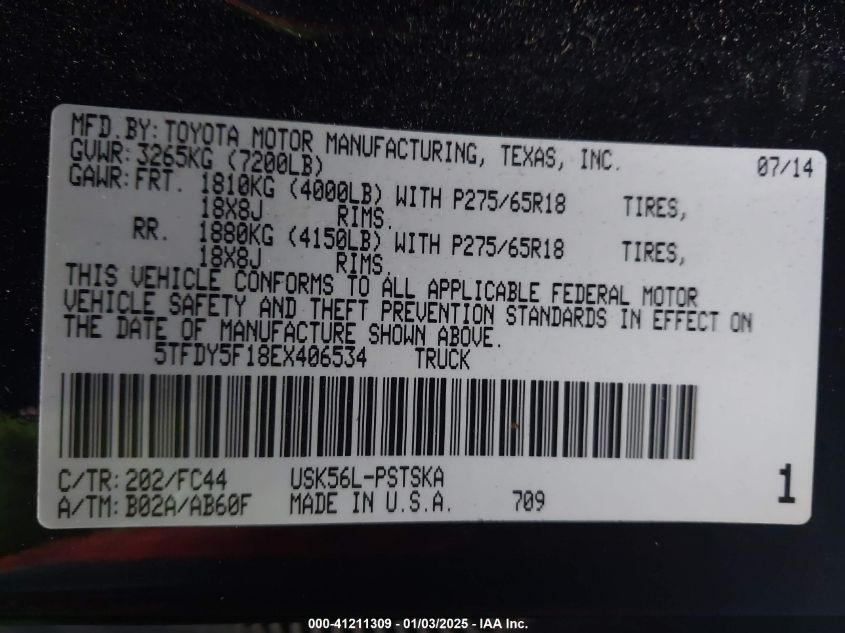 MFD.BY: TOYOTA MOTOR MANUFACTURING, TEXAS, INC. 07/14
GVWR: 3265KG (7200LB)
GAWR: FRT. 1810KG (4000LB) WITH P275/65R18 TIRES,
18X8J RIMS.
RR. 1880KG (4150LB) WITH P275/65R18 TIRES,
18X8J RIMS.
THIS VEHICLE CONFORMS TO ALL APPLICABLE FEDERAL MOTOR
VEHICLE SAFETY AND THEFT PREVENTION STANDARDS IN EFFECT ON
THE DATE OF MANUFACTURE SHOWN ABOVE.
5TFDY5F18EX406534 TRUCK
C/TR: 202/FC44 USK56L-PSTSKA
A/TM: B02A/AB60F MADE IN U.S.A. 709 1
000-41211309 - 01/03/2025 - IAA Inc.